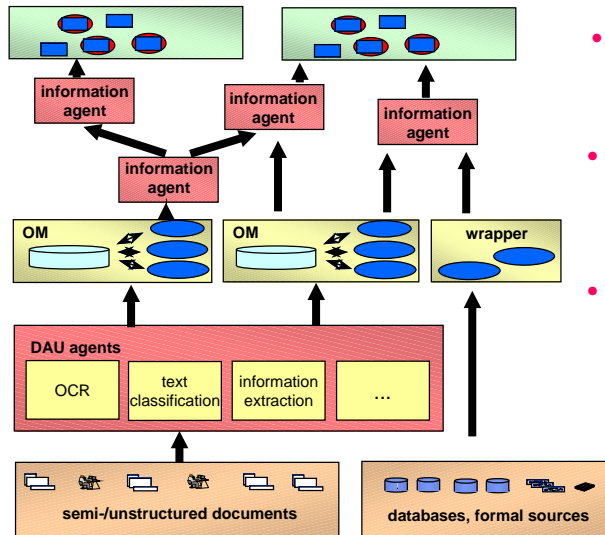 information
agent
information
agent
information
agent
information
agent
OM
OM
wrapper
DAU agents
OCR
text
classification
information
extraction
...
semi-/unstructured documents
databases, formal sources